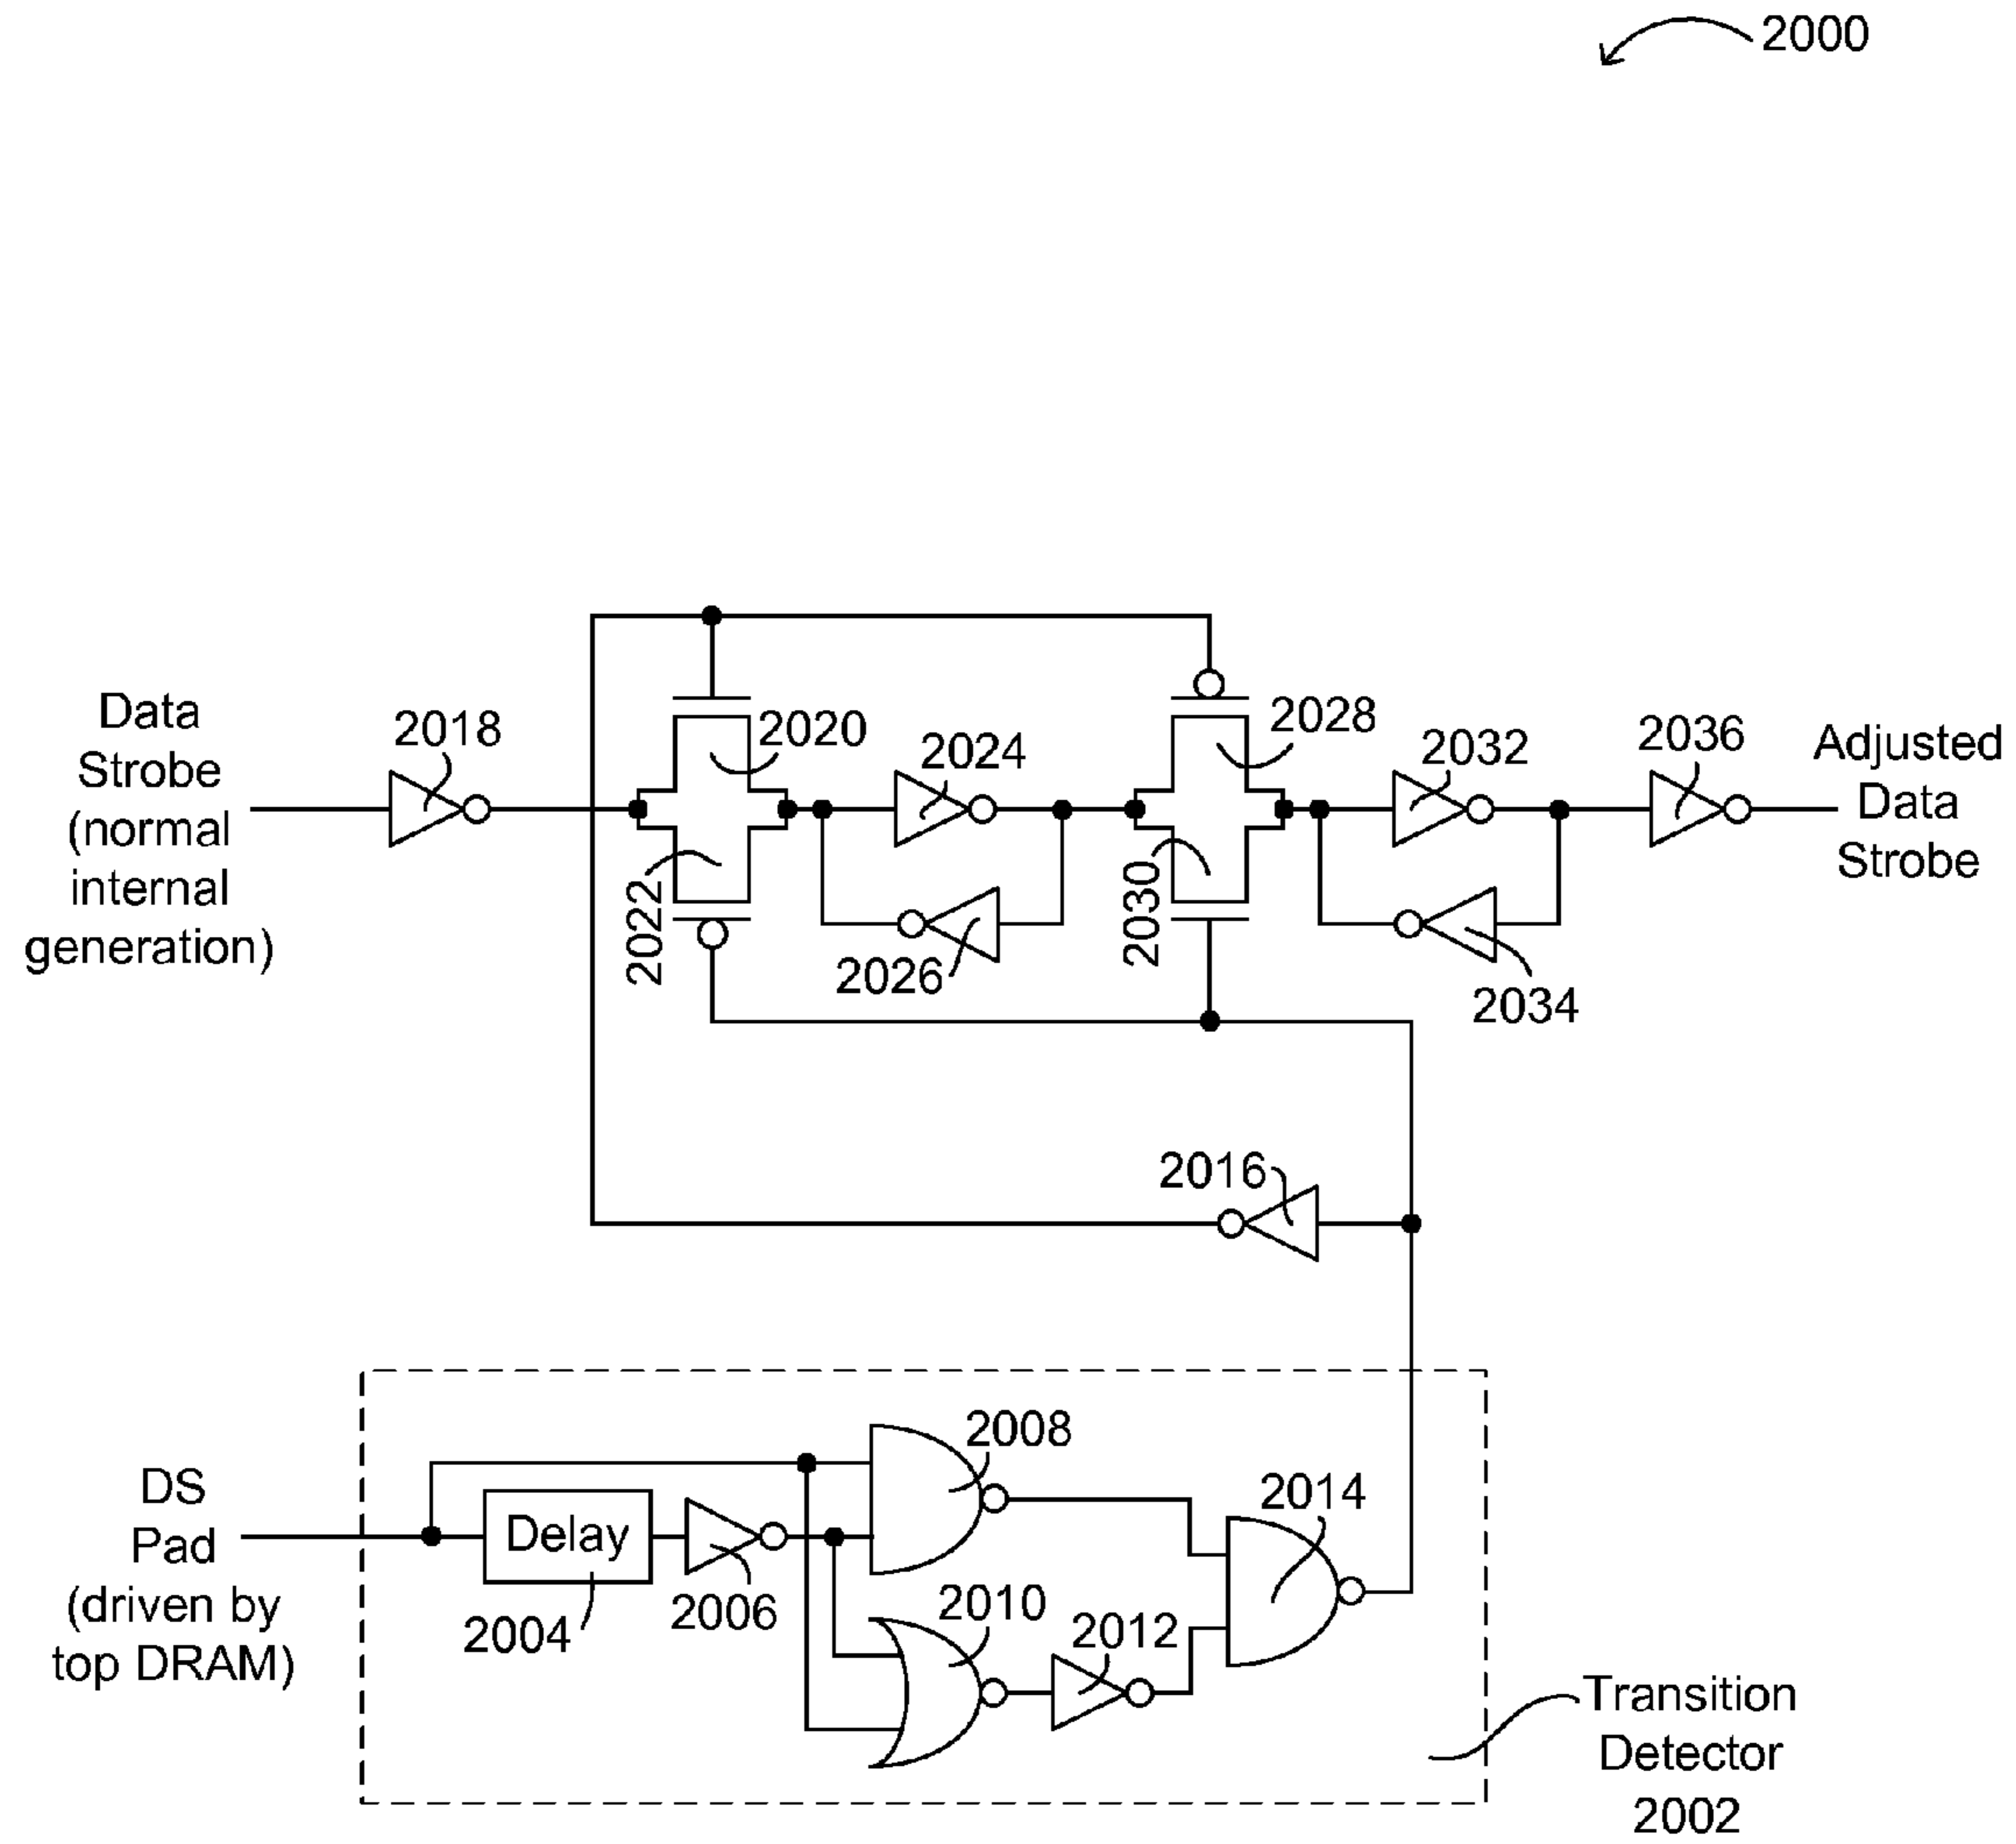 2000
Data
Strobe
(normal
internal
generation)
2018
2020
2022
2024
2026
2028
2030
2032
2034
2036
Adjusted
Data
Strobe
2016
DS
Pad
(driven by
top DRAM)
Delay
2004
2006
2008
2010
2012
2014
Transition
Detector
2002